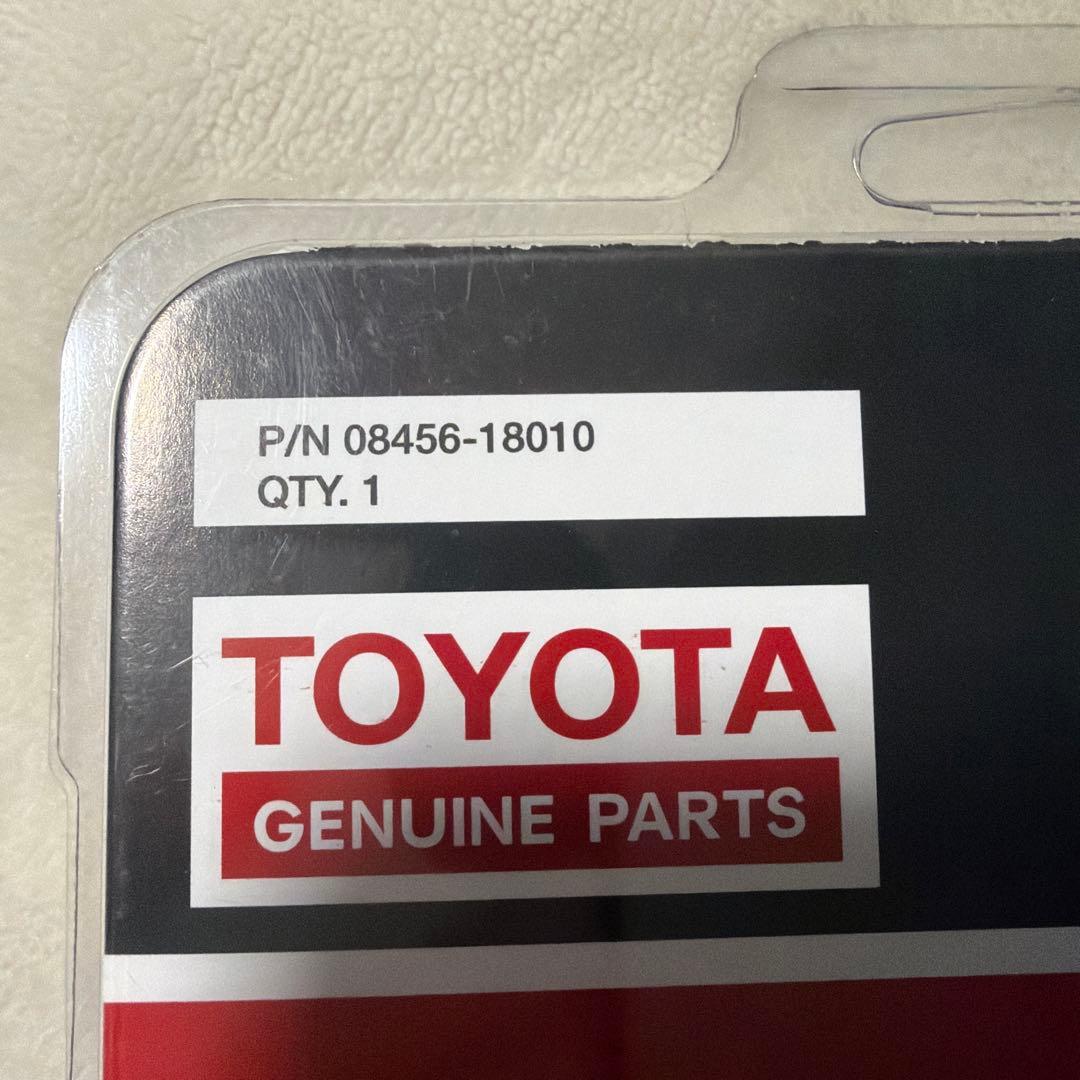 P/N 08456-18010
QTY. 1
TOYOTA
GENUINE PARTS